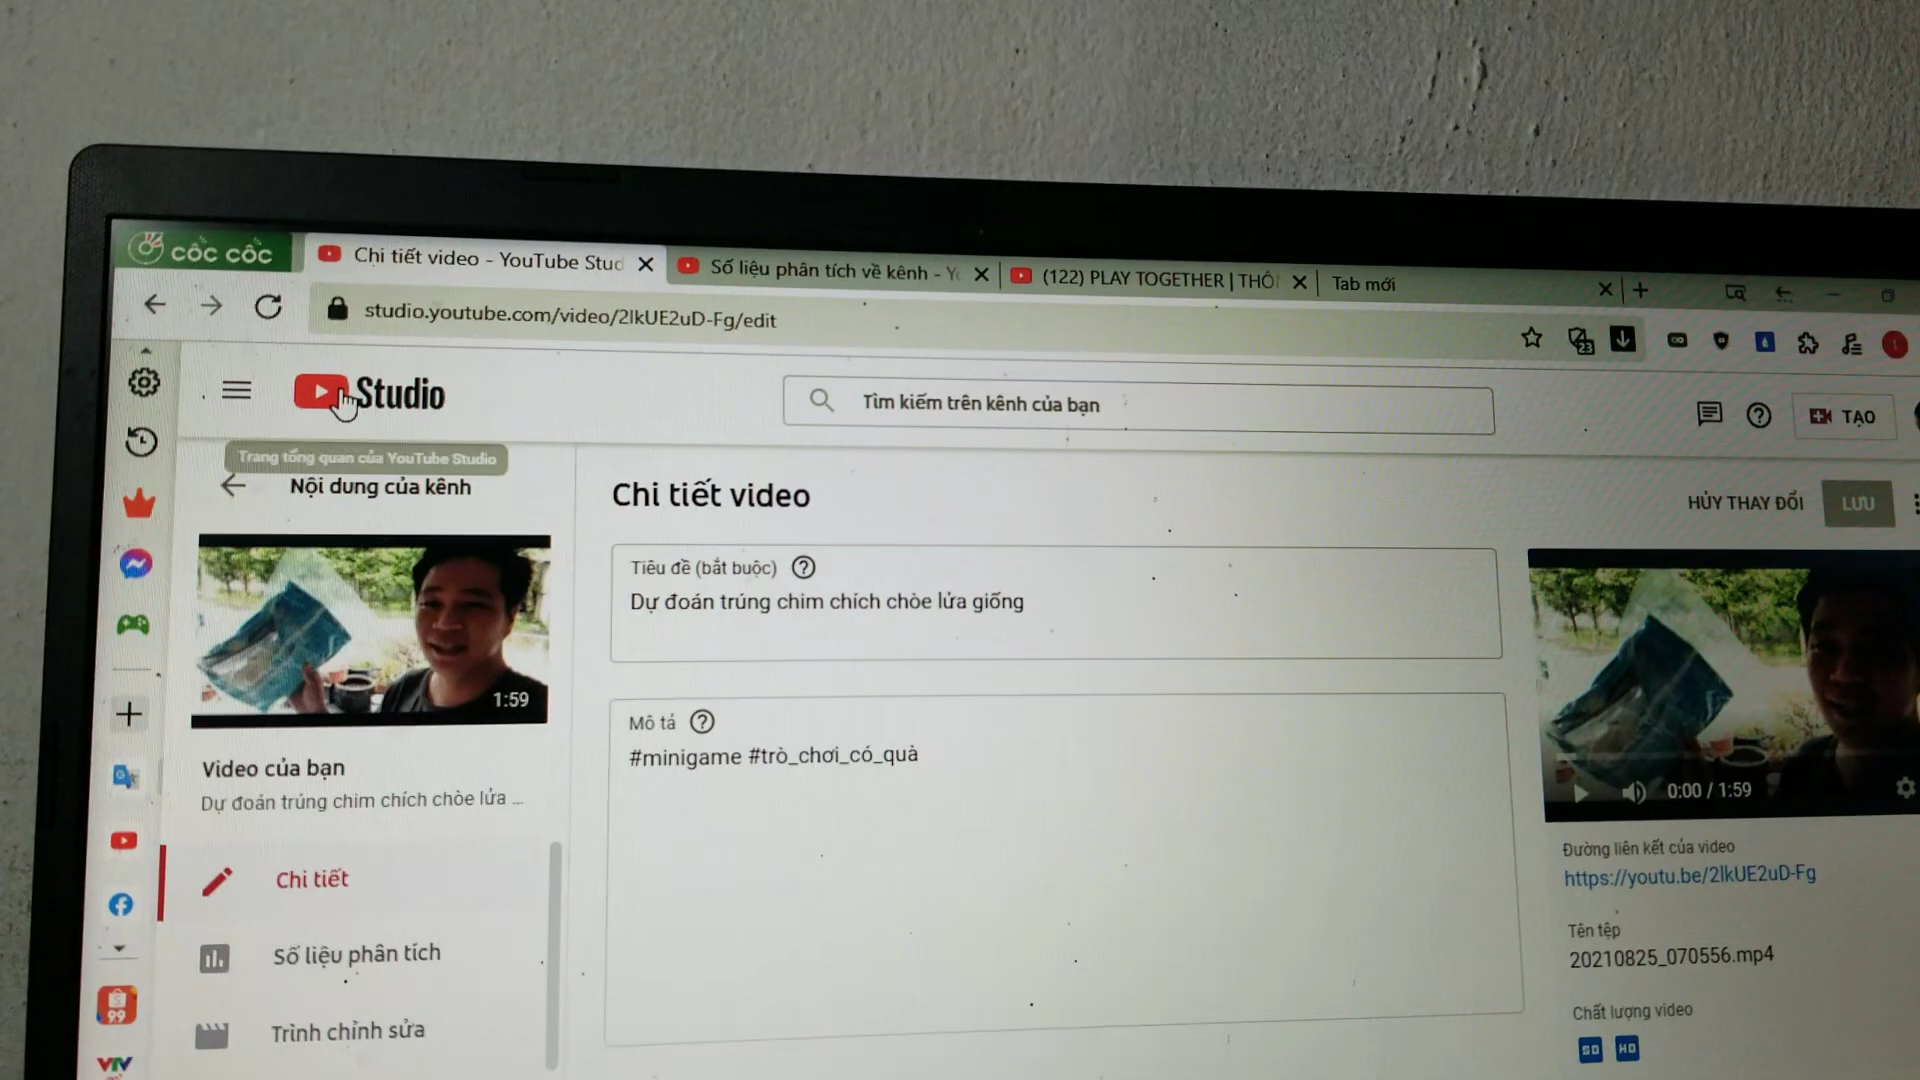 cốc cốc
Chi tiết video - YouTube Stud
Số liệu phân tích về kênh - Yo
(122) PLAY TOGETHER | THÔ
Tab mới
studio.youtube.com/video/2lkUE2uD-Fg/edit
23
Studio
Tìm kiếm trên kênh của bạn
TẠO
Trang tổng quan của YouTube Studio
Nội dung của kênh
Chi tiết video
HỦY THAY ĐỔI
LƯU
Tiêu đề (bắt buộc)
Dự đoán trúng chim chích chòe lửa giống
1:59
Mô tả
#minigame #trò_chơi_có_quà
0:00 / 1:59
Video của bạn
Dự đoán trúng chim chích chòe lửa ...
Đường liên kết của video
https://youtu.be/2lkUE2uD-Fg
Chi tiết
Tên tệp
20210825_070556.mp4
Số liệu phân tích
Chất lượng video
SD HD
Trình chỉnh sửa
99
VTV